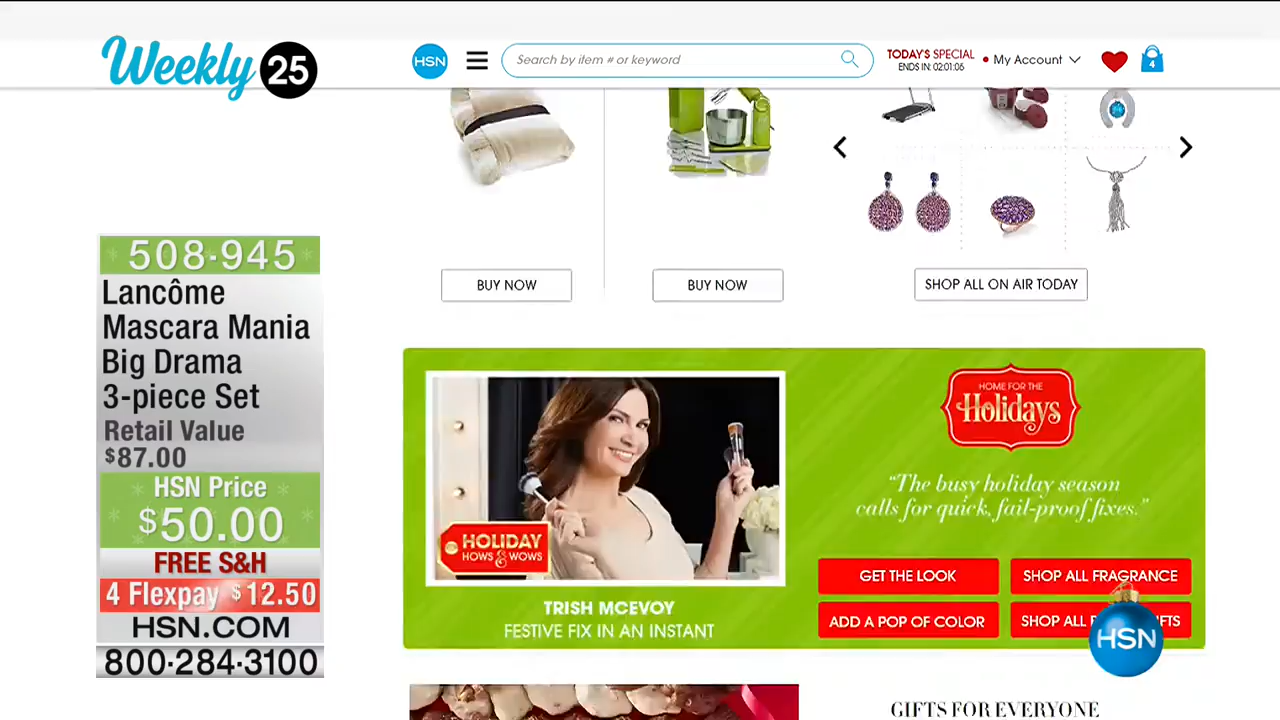 Weekly 25
HSN
Search by item # or keyword
TODAY'S SPECIAL
ENDS IN: 02:01:06
My Account
4
BUY NOW
BUY NOW
SHOP ALL ON AIR TODAY
508·945
Lancôme
Mascara Mania
Big Drama
3-piece Set
Retail Value
$87.00
HSN Price
$50.00
FREE S&H
4 Flexpay $12.50
HSN.COM
800·284·3100
HOLIDAY
HOWS & WOWS
TRISH MCEVOY
FESTIVE FIX IN AN INSTANT
HOME FOR THE
Holidays
"The busy holiday season
calls for quick, fail-proof fixes."
GET THE LOOK
SHOP ALL FRAGRANCE
ADD A POP OF COLOR
SHOP ALL
HSN
GIFTS FOR EVERYONE